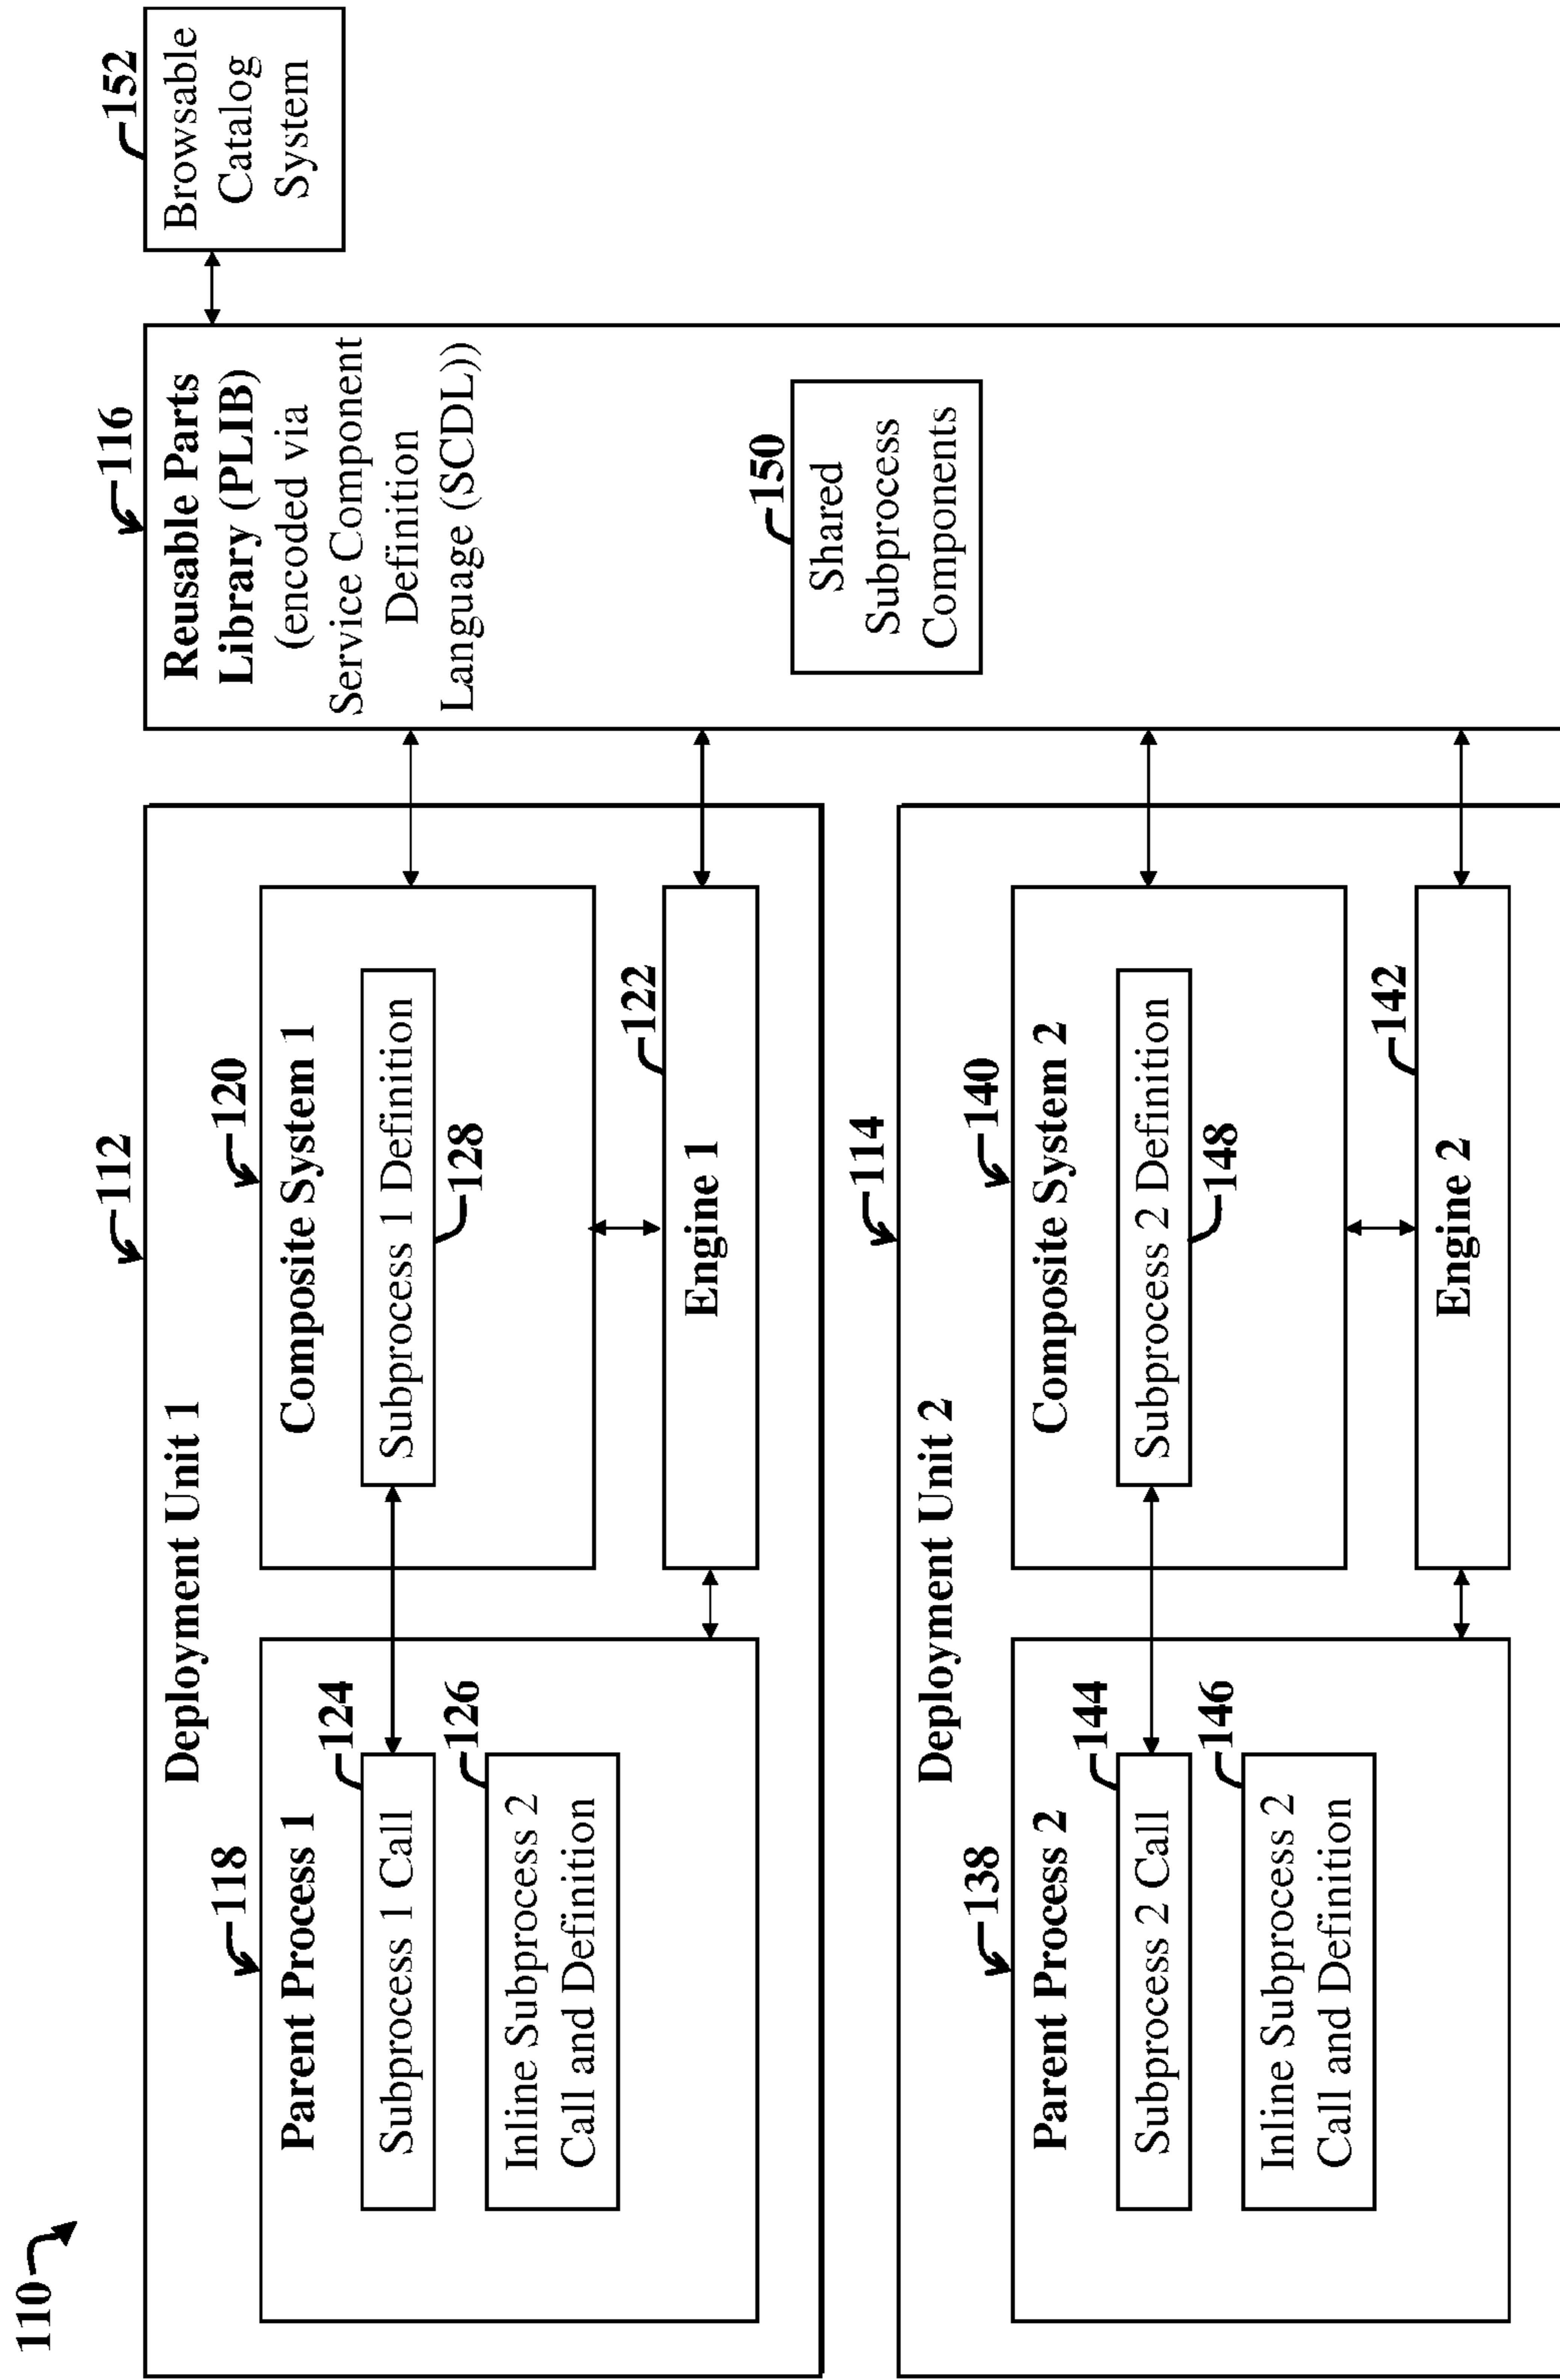 110
112
Deployment Unit 1
118
Parent Process 1
124
Subprocess 1 Call
126
Inline Subprocess 2
Call and Definition
120
Composite System 1
Subprocess 1 Definition
128
122
Engine 1
114
Deployment Unit 2
138
Parent Process 2
144
Subprocess 2 Call
146
Inline Subprocess 2
Call and Definition
140
Composite System 2
Subprocess 2 Definition
148
142
Engine 2
116
Reusable Parts
Library (PLIB)
(encoded via
Service Component
Definition
Language (SCDL))
150
Shared
Subprocess
Components
152
Browsable
Catalog
System